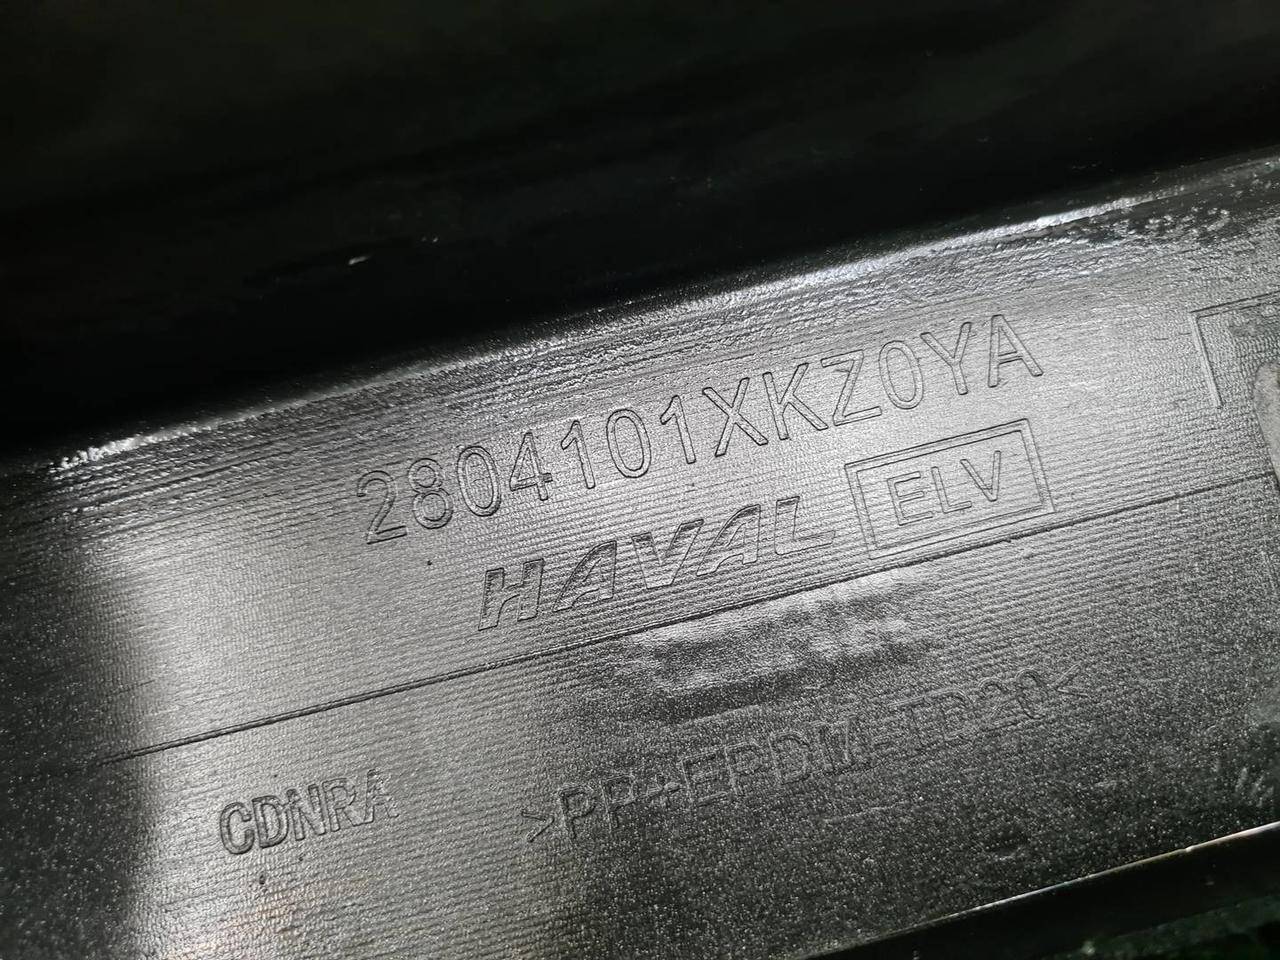 2804101XKZ0YA
HAVAL ELV
CDNRA
>PP+EPDM-TD20<